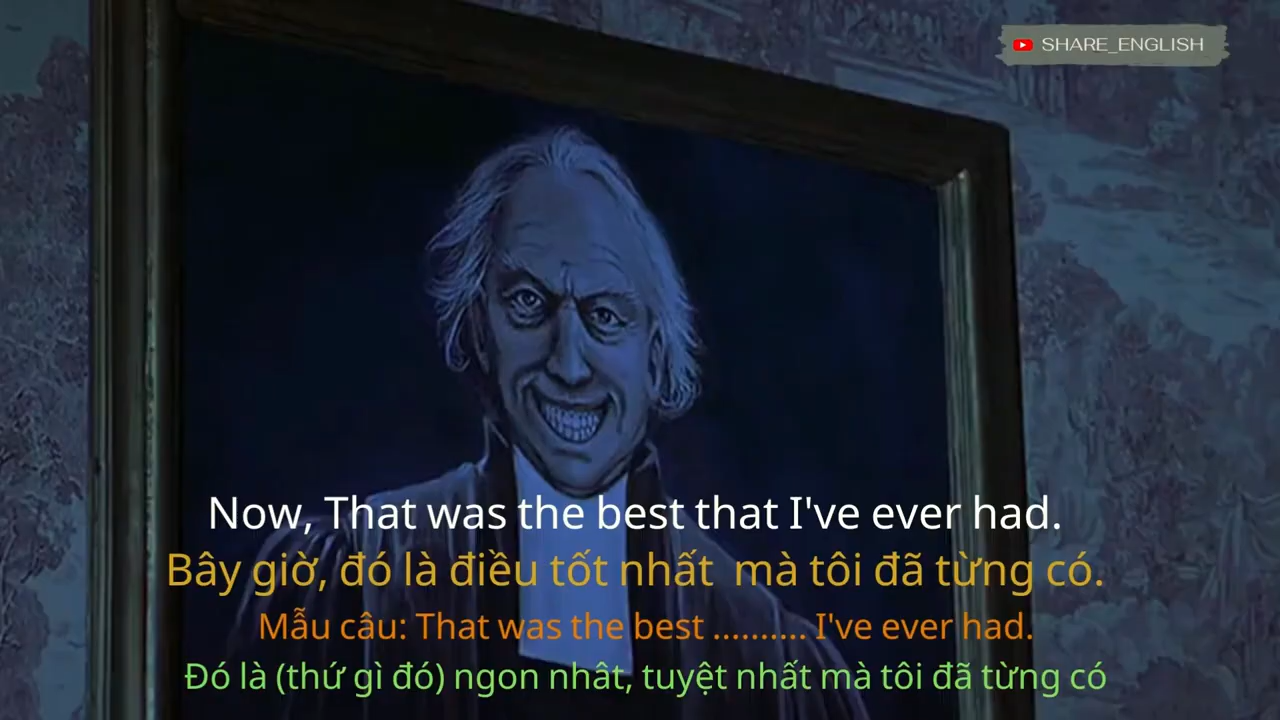 SHARE_ENGLISH
Now, That was the best that I've ever had.
Bây giờ, đó là điều tốt nhất mà tôi đã từng có.
Mẫu câu: That was the best .......... I've ever had.
Đó là (thứ gì đó) ngon nhât, tuyệt nhất mà tôi đã từng có